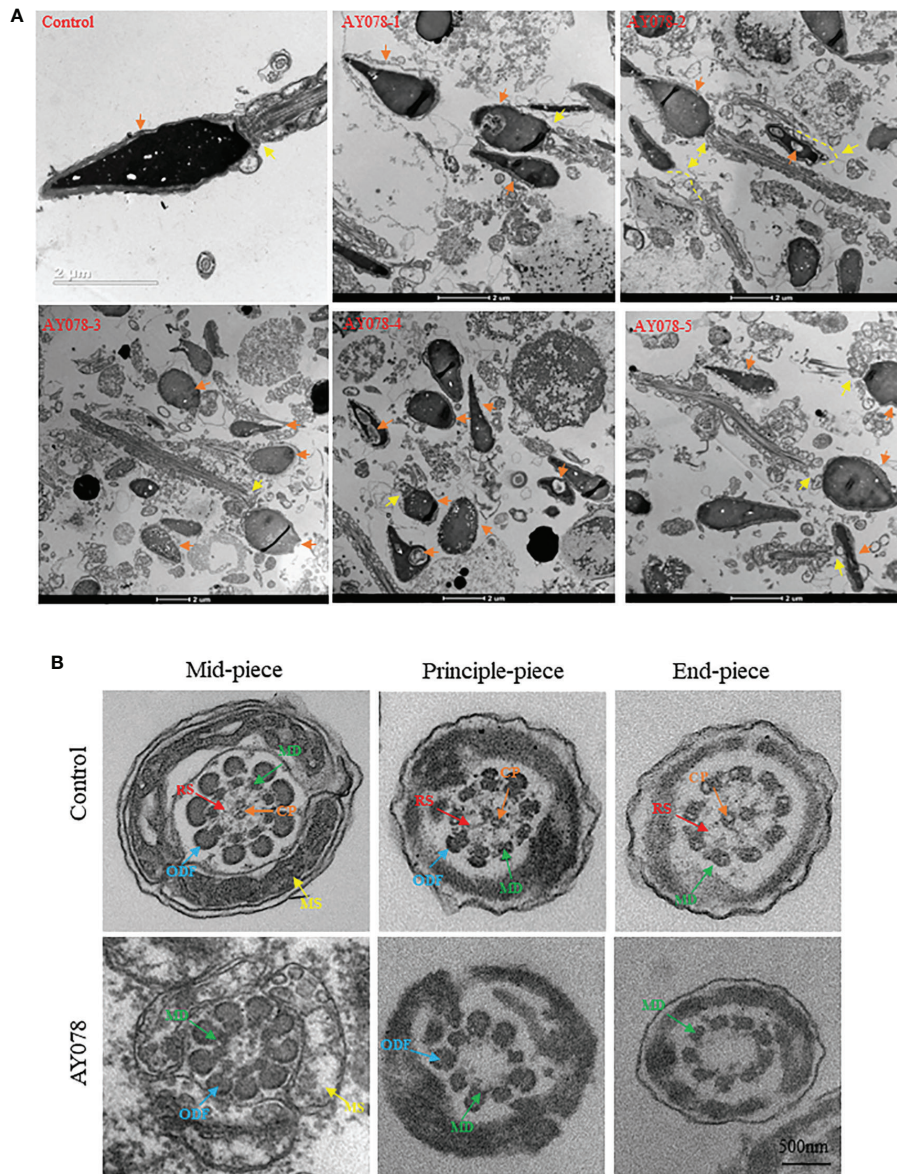 A
Control
AY078-1
AY078-2
2 μm
2 um
2 um
AY078-3
AY078-4
AY078-5
2 um
2 um
2 um
B
Mid-piece
Principle-piece
End-piece
Control
MD
RS
CP
ODF
MS
CP
RS
ODF
MD
CP
RS
MD
AY078
MD
ODF
MS
ODF
MD
MD
500nm